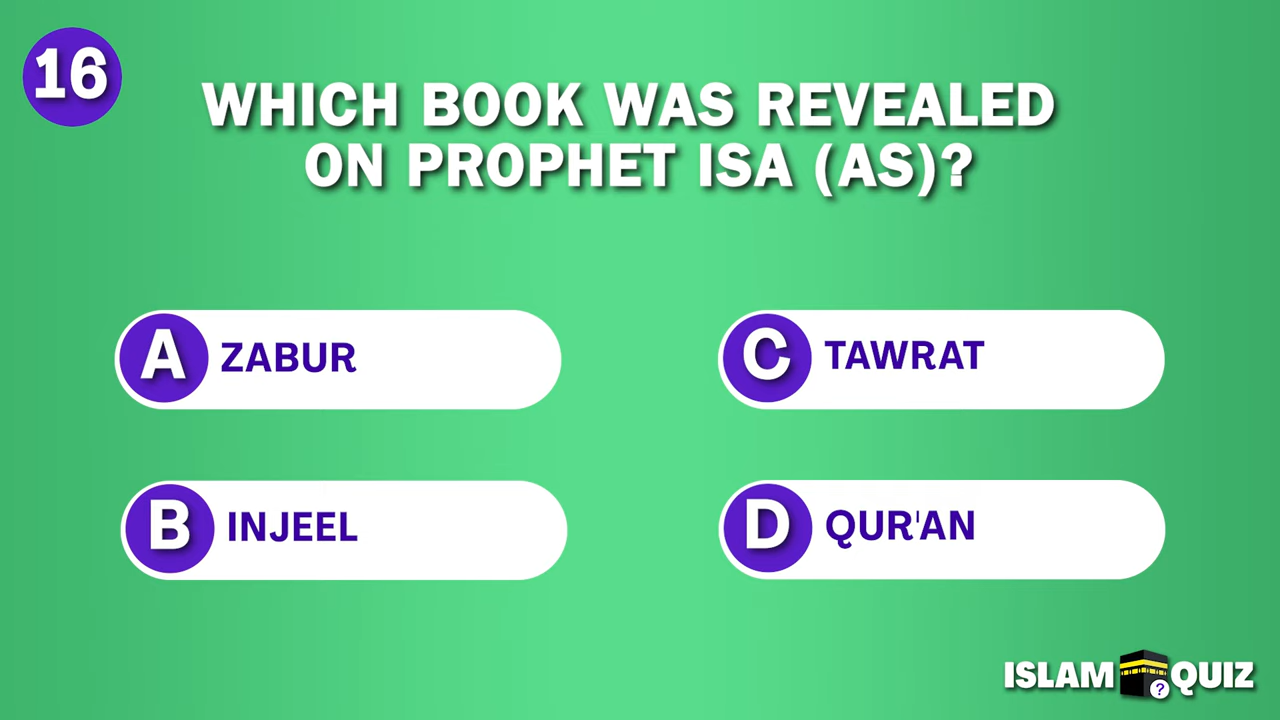 16
WHICH BOOK WAS REVEALED
ON PROPHET ISA (AS)?
A ZABUR
B INJEEL
C TAWRAT
D QUR'AN
ISLAM ? QUIZ